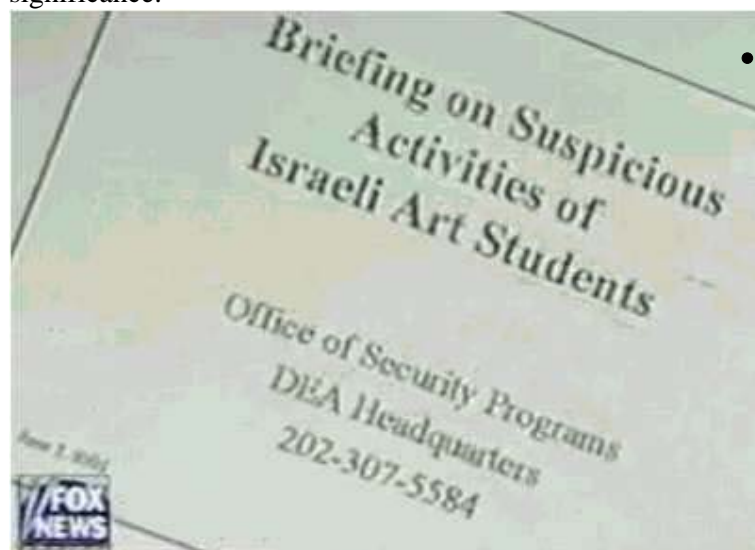 significance.
Briefing on Suspicious
Activities of
Israeli Art Students
Office of Security Programs
DEA Headquarters
202-307-5584
FOX
NEWS